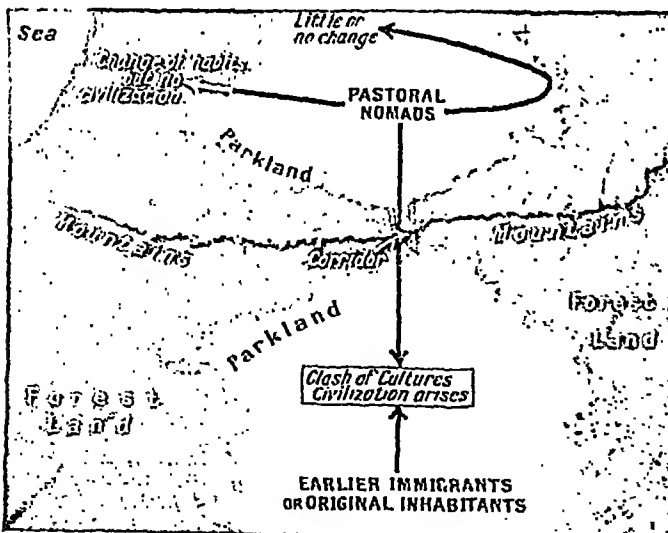 Sea
Little or
no change
Change of habits
but no
civilization
PASTORAL
NOMADS
Parkland
Mountains
Corridor
Mountains
Parkland
Forest
Land
Forest
Land
Clash of Cultures
Civilization arises
EARLIER IMMIGRANTS
OR ORIGINAL INHABITANTS